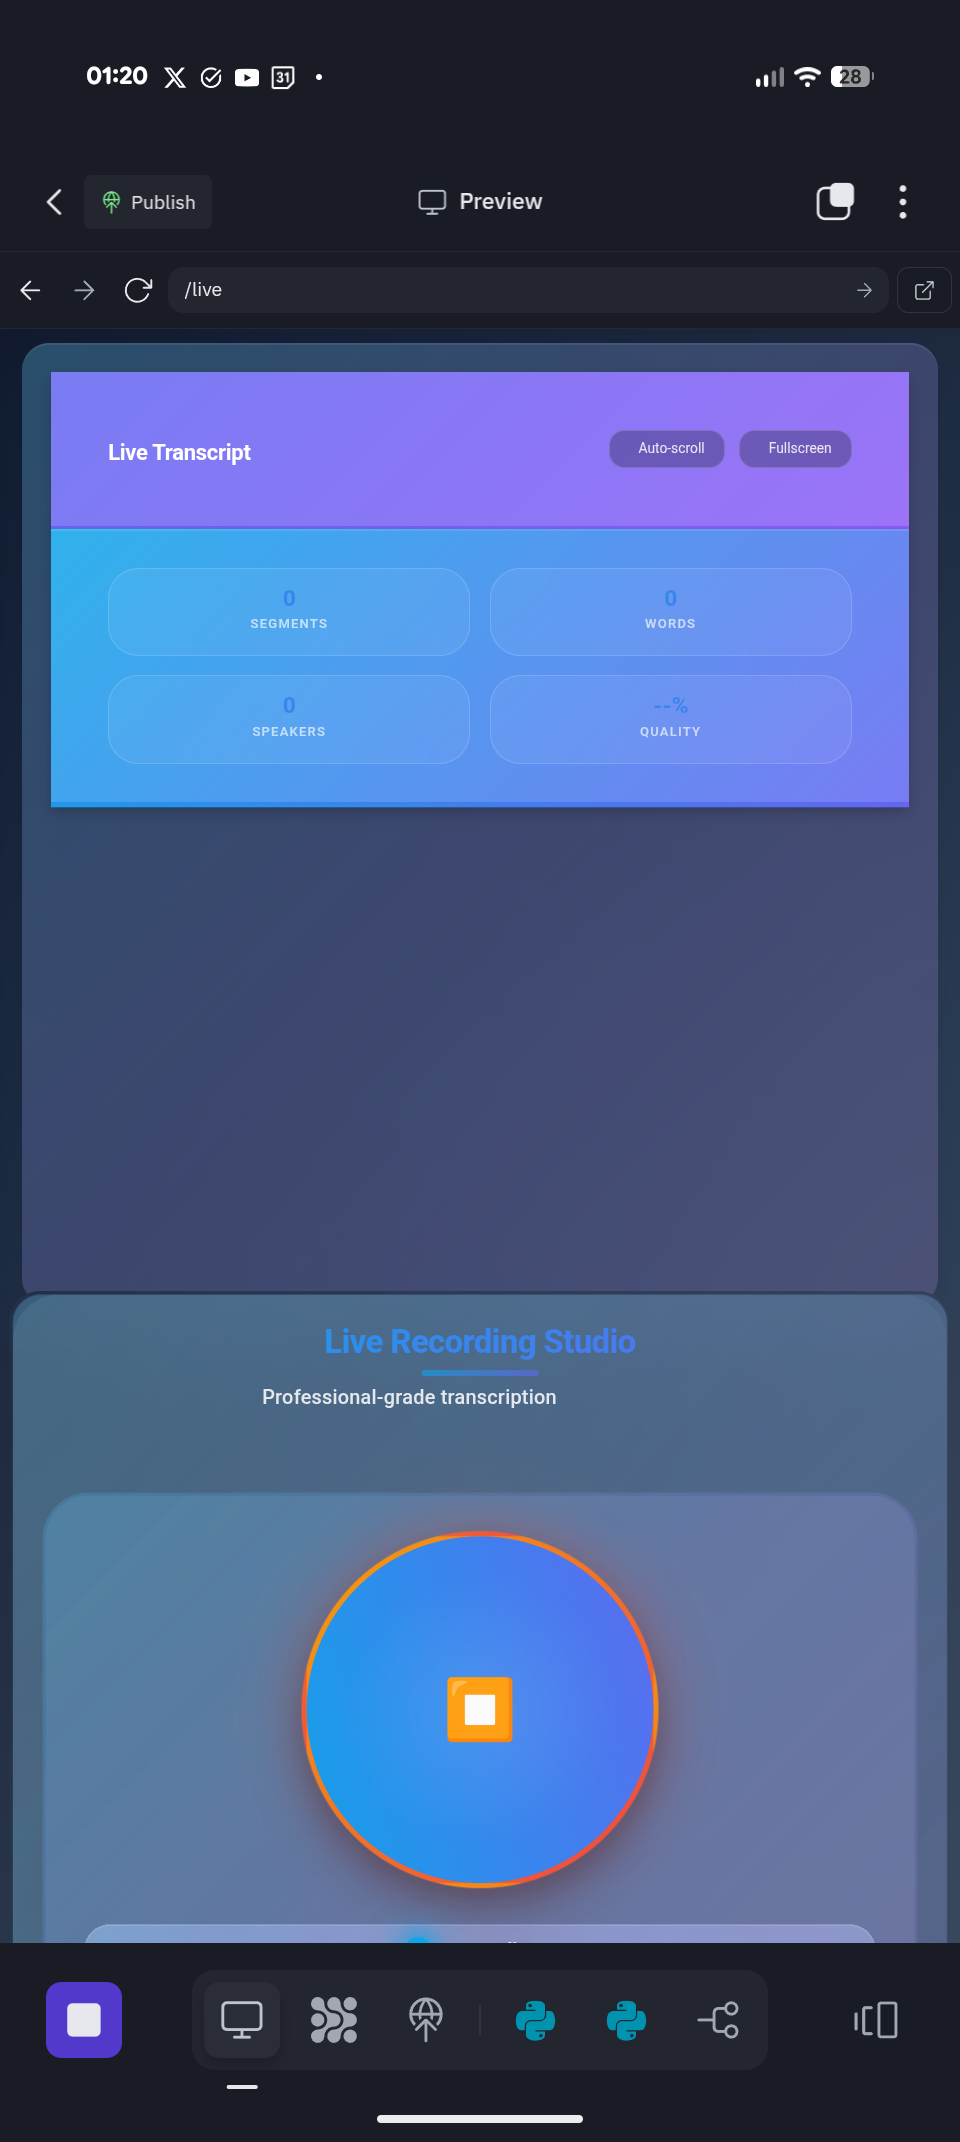 01:20
31
28
Publish
Preview
/live
Live Transcript
Auto-scroll
Fullscreen
0
SEGMENTS
0
WORDS
0
SPEAKERS
--%
QUALITY
Live Recording Studio
Professional-grade transcription